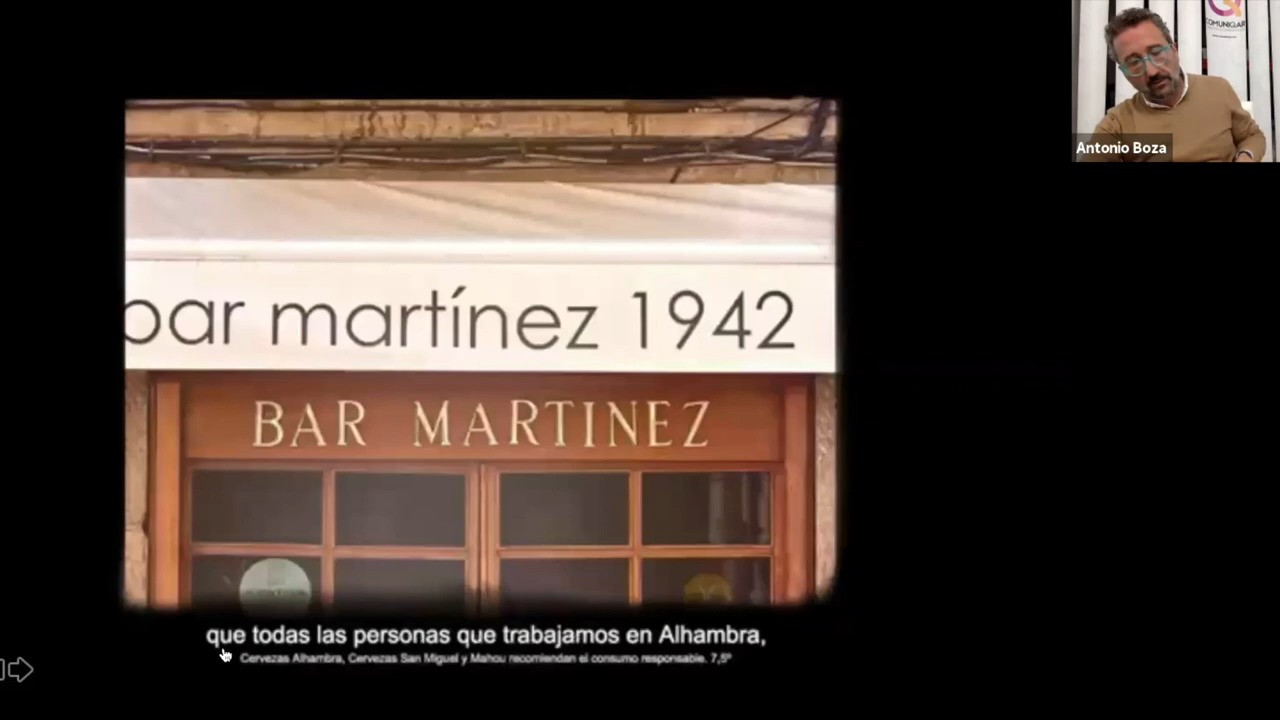 COMUNICAR
Antonio Boza
bar martínez 1942
BAR MARTINEZ
que todas las personas que trabajamos en Alhambra,
Cervezas Alhambra, Cervezas San Miguel y Mahou recomiendan el consumo responsable. 7,5º